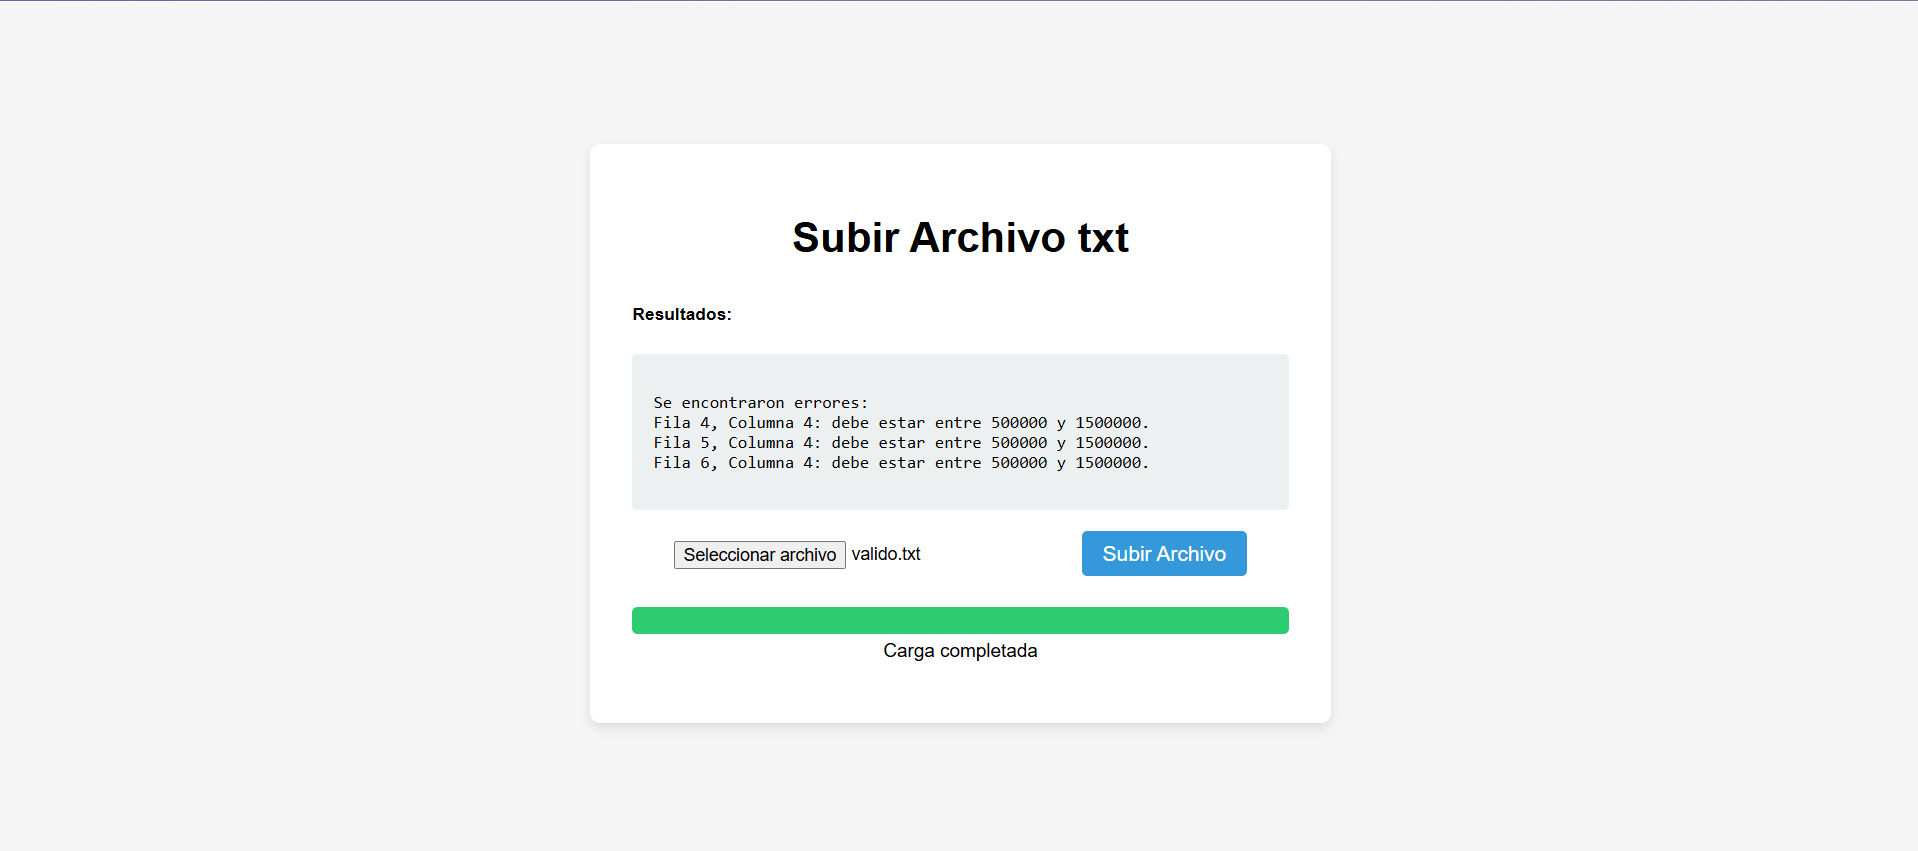 Subir Archivo txt
Resultados:
Se encontraron errores:
Fila 4, Columna 4: debe estar entre 500000 y 1500000.
Fila 5, Columna 4: debe estar entre 500000 y 1500000.
Fila 6, Columna 4: debe estar entre 500000 y 1500000.
Seleccionar archivo valido.txt Subir Archivo
Carga completada